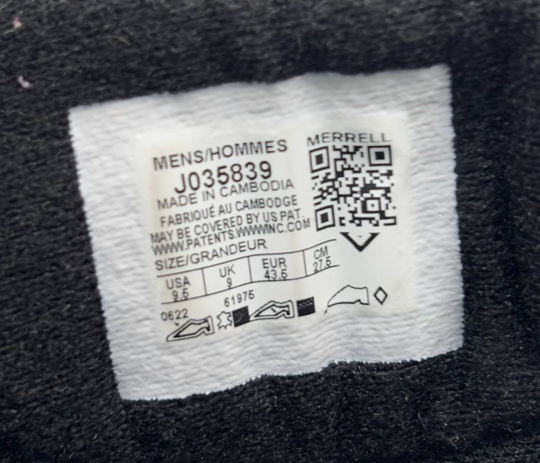 MENS/HOMMES
MERRELL
J035839
MADE IN CAMBODIA
FABRIQUÉ AU CAMBODGE
MAY BE COVERED BY US PAT.
WWW.PATENTS.WWWINC.COM
SIZE/GRANDEUR
USA UK EUR CM
9.5 9 43.5 27.5
0622 61975